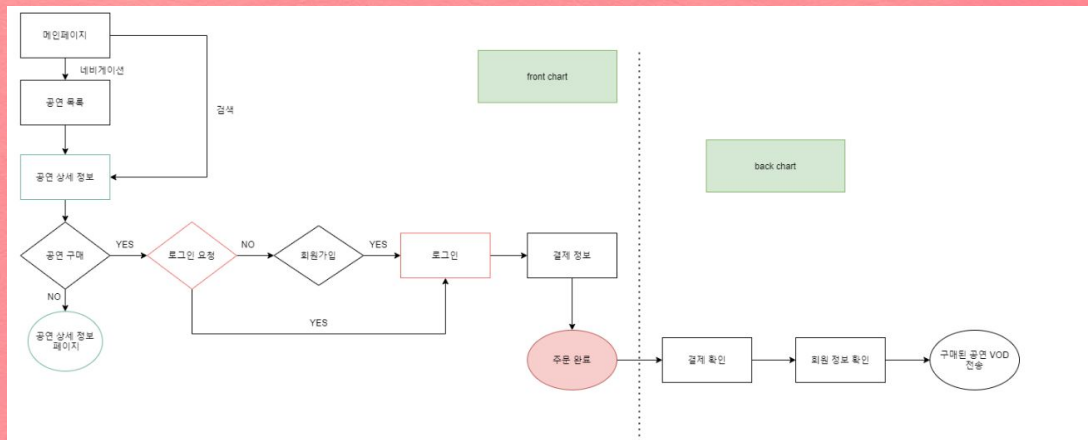 메인페이지
네비게이션
공연 목록
검색
front chart
back chart
공연 상세 정보
공연 구매
YES
로그인 요청
NO
회원가입
YES
로그인
결제 정보
NO
YES
공연 상세 정보
페이지
주문 완료
결제 확인
회원 정보 확인
구매된 공연 VOD
전송